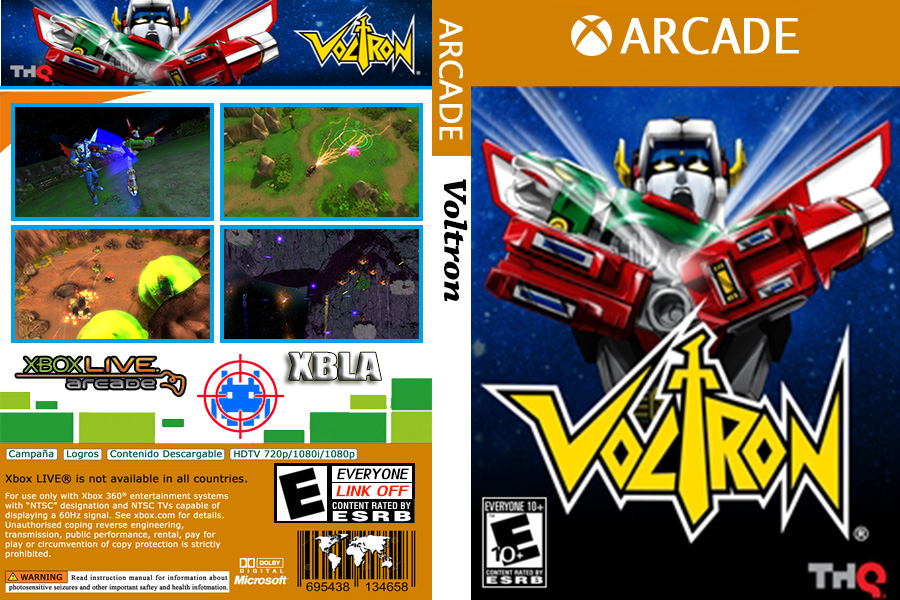 THQ
VOLTRON
XBOX LIVE.
arcade
XBLA
Campaña
Logros
Contenido Descargable
HDTV 720p/1080i/1080p
Xbox LIVE® is not available in all countries.
For use only with Xbox 360® entertainment systems
with “NTSC” designation and NTSC TVs capable of
displaying a 60Hz signal. See xbox.com for details.
Unauthorised coping reverse engineering,
transmission, public performance, rental, pay for
play or circumvention of copy protection is strictly
prohibited.
WARNING Read instruction manual for information about
photosensitive seizures and other important saftey and health infotmation.
E
EVERYONE
LINK OFF
CONTENT RATED BY
ESRB
DOLBY
DIGITAL
Microsoft®
695438 134658
ARCADE
Voltron
ARCADE
VOLTRON®
EVERYONE 10+
E
10+
CONTENT RATED BY
ESRB
THQ